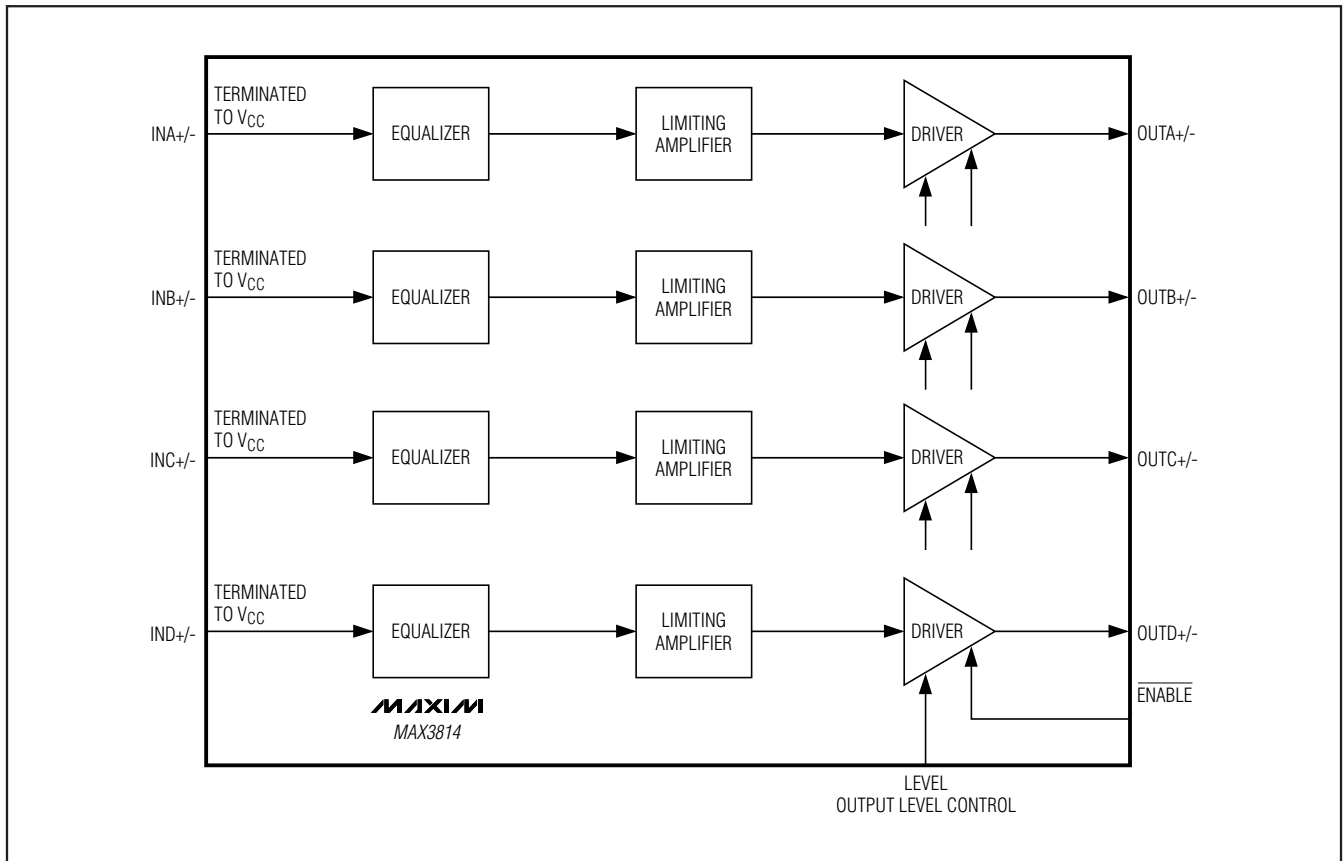 TERMINATED
TO VCC
INA+/-
EQUALIZER
LIMITING
AMPLIFIER
DRIVER
OUTA+/-
TERMINATED
TO VCC
INB+/-
EQUALIZER
LIMITING
AMPLIFIER
DRIVER
OUTB+/-
TERMINATED
TO VCC
INC+/-
EQUALIZER
LIMITING
AMPLIFIER
DRIVER
OUTC+/-
TERMINATED
TO VCC
IND+/-
EQUALIZER
LIMITING
AMPLIFIER
DRIVER
OUTD+/-
ENABLE
MAXIM
MAX3814
LEVEL
OUTPUT LEVEL CONTROL